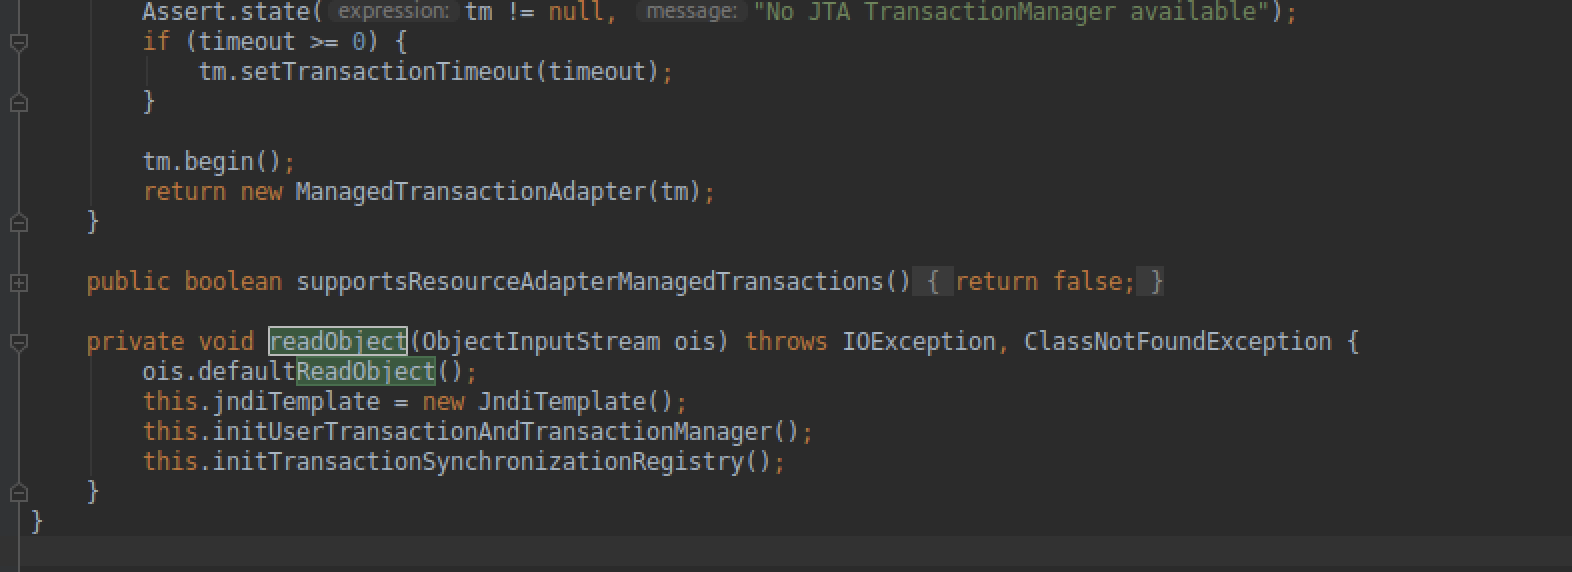 Assert.state( expression: tm != null, message: "No JTA TransactionManager available");
if (timeout >= 0) {
tm.setTransactionTimeout(timeout);
}
tm.begin();
return new ManagedTransactionAdapter(tm);
}
public boolean supportsResourceAdapterManagedTransactions() { return false; }
private void readObject(ObjectInputStream ois) throws IOException, ClassNotFoundException {
ois.defaultReadObject();
this.jndiTemplate = new JndiTemplate();
this.initUserTransactionAndTransactionManager();
this.initTransactionSynchronizationRegistry();
}
}